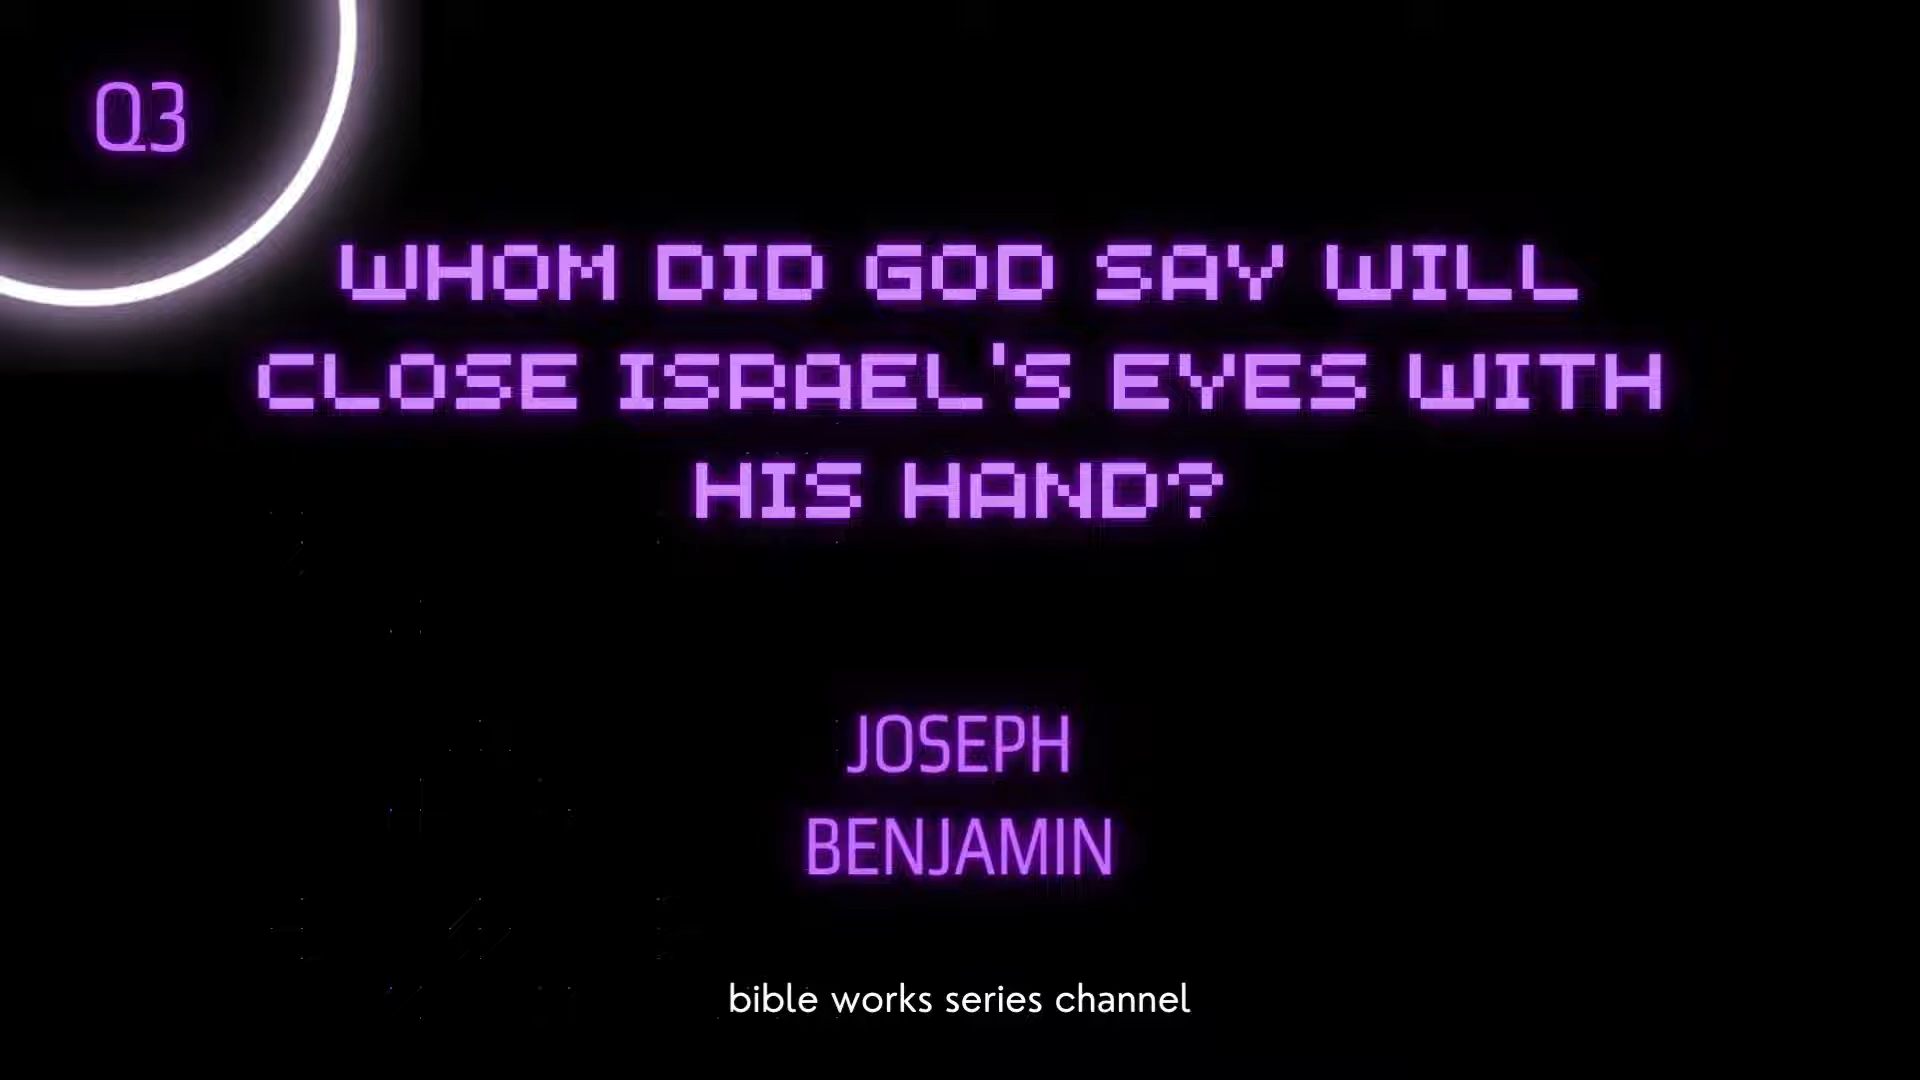 Q3
WHOM DID GOD SAY WILL
CLOSE ISRAEL'S EYES WITH
HIS HAND?
JOSEPH
BENJAMIN
bible works series channel